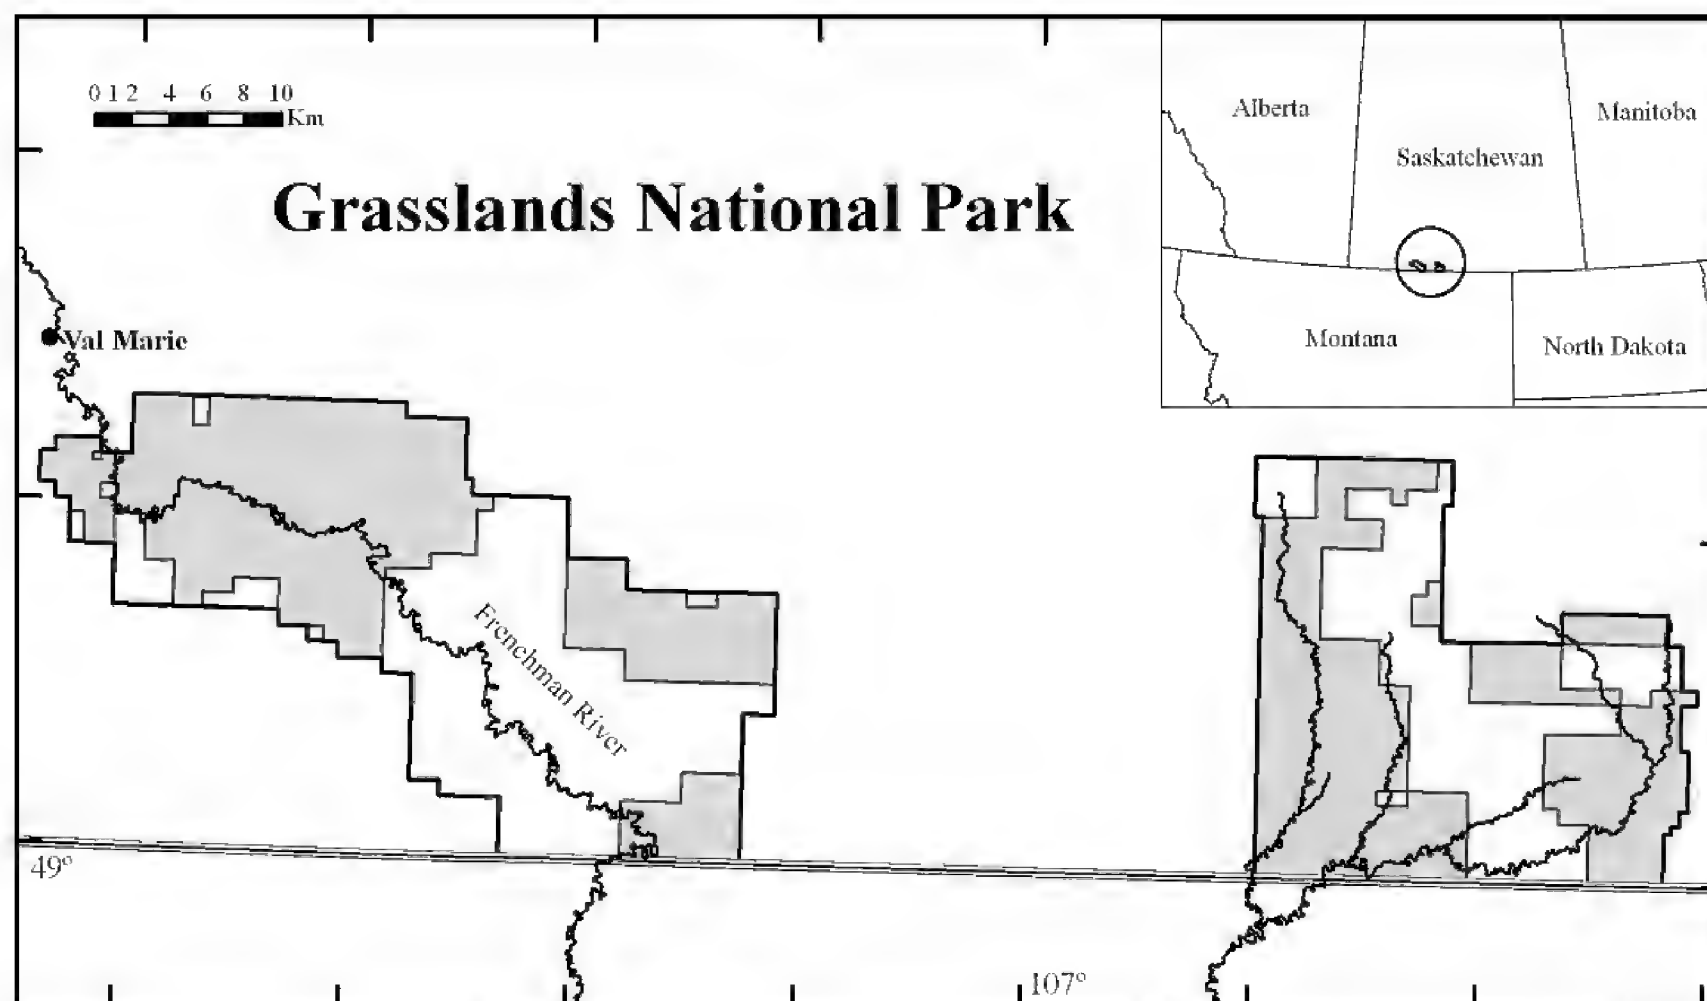 0 1 2 4 6 8 10
Km
Grasslands National Park
Alberta
Manitoba
Saskatchewan
Montana
North Dakota
Val Marie
Frenchman River
49°
107°